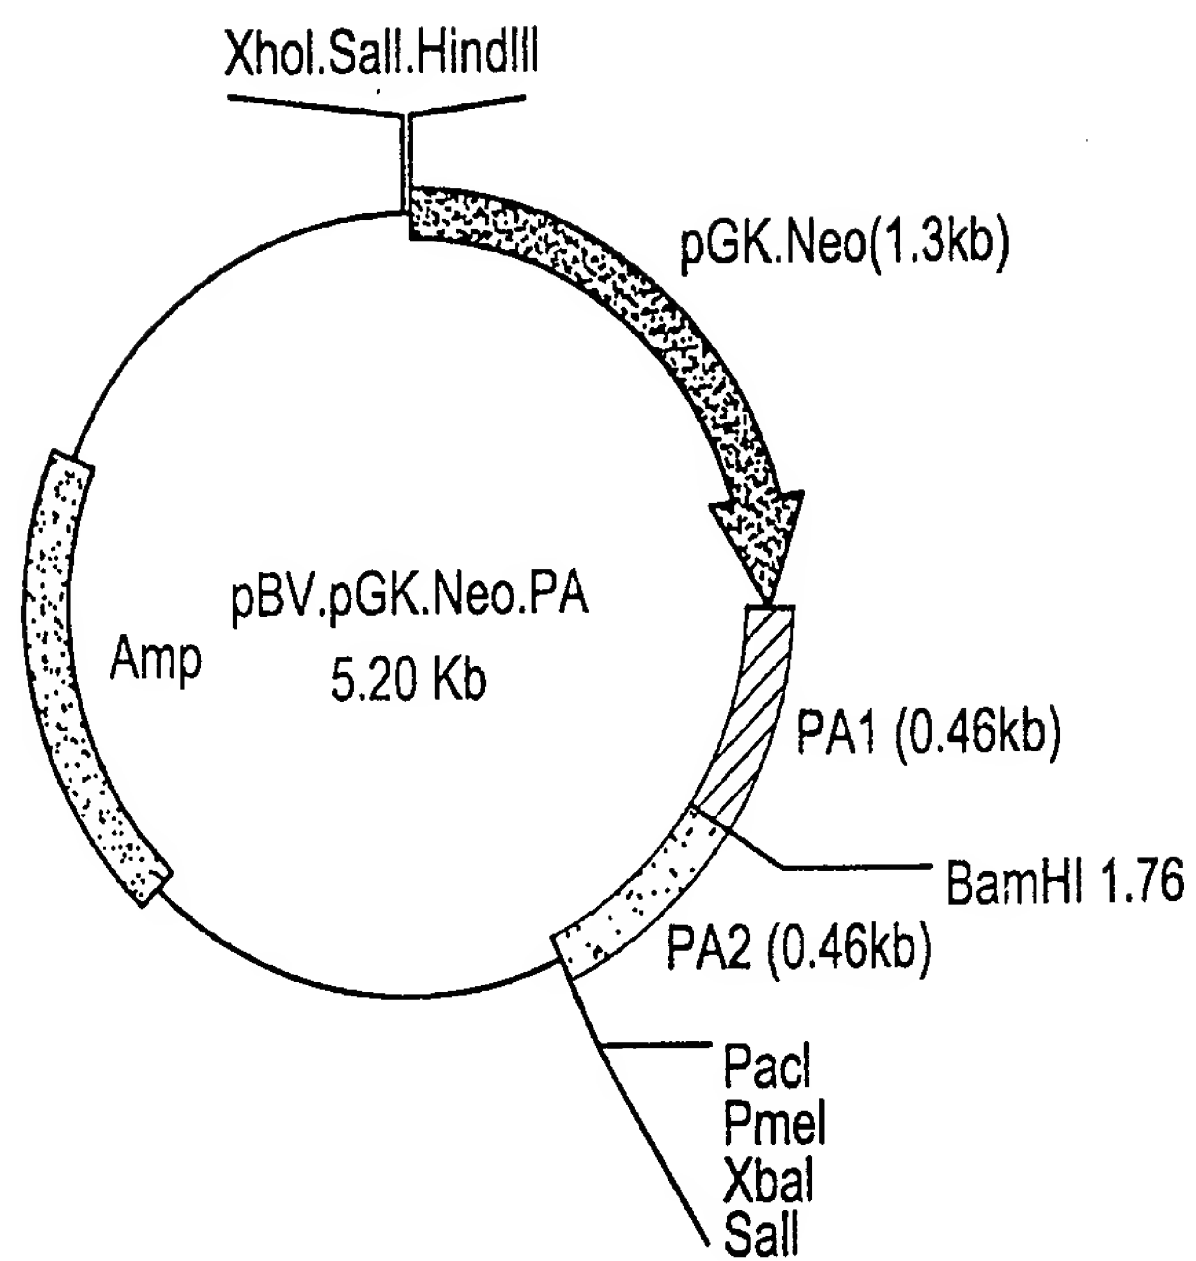 XhoI.SalI.HindIII
pGK.Neo(1.3kb)
pBV.pGK.Neo.PA
5.20 Kb
Amp
PA1 (0.46kb)
BamHI 1.76
PA2 (0.46kb)
PacI
PmeI
XbaI
SalI